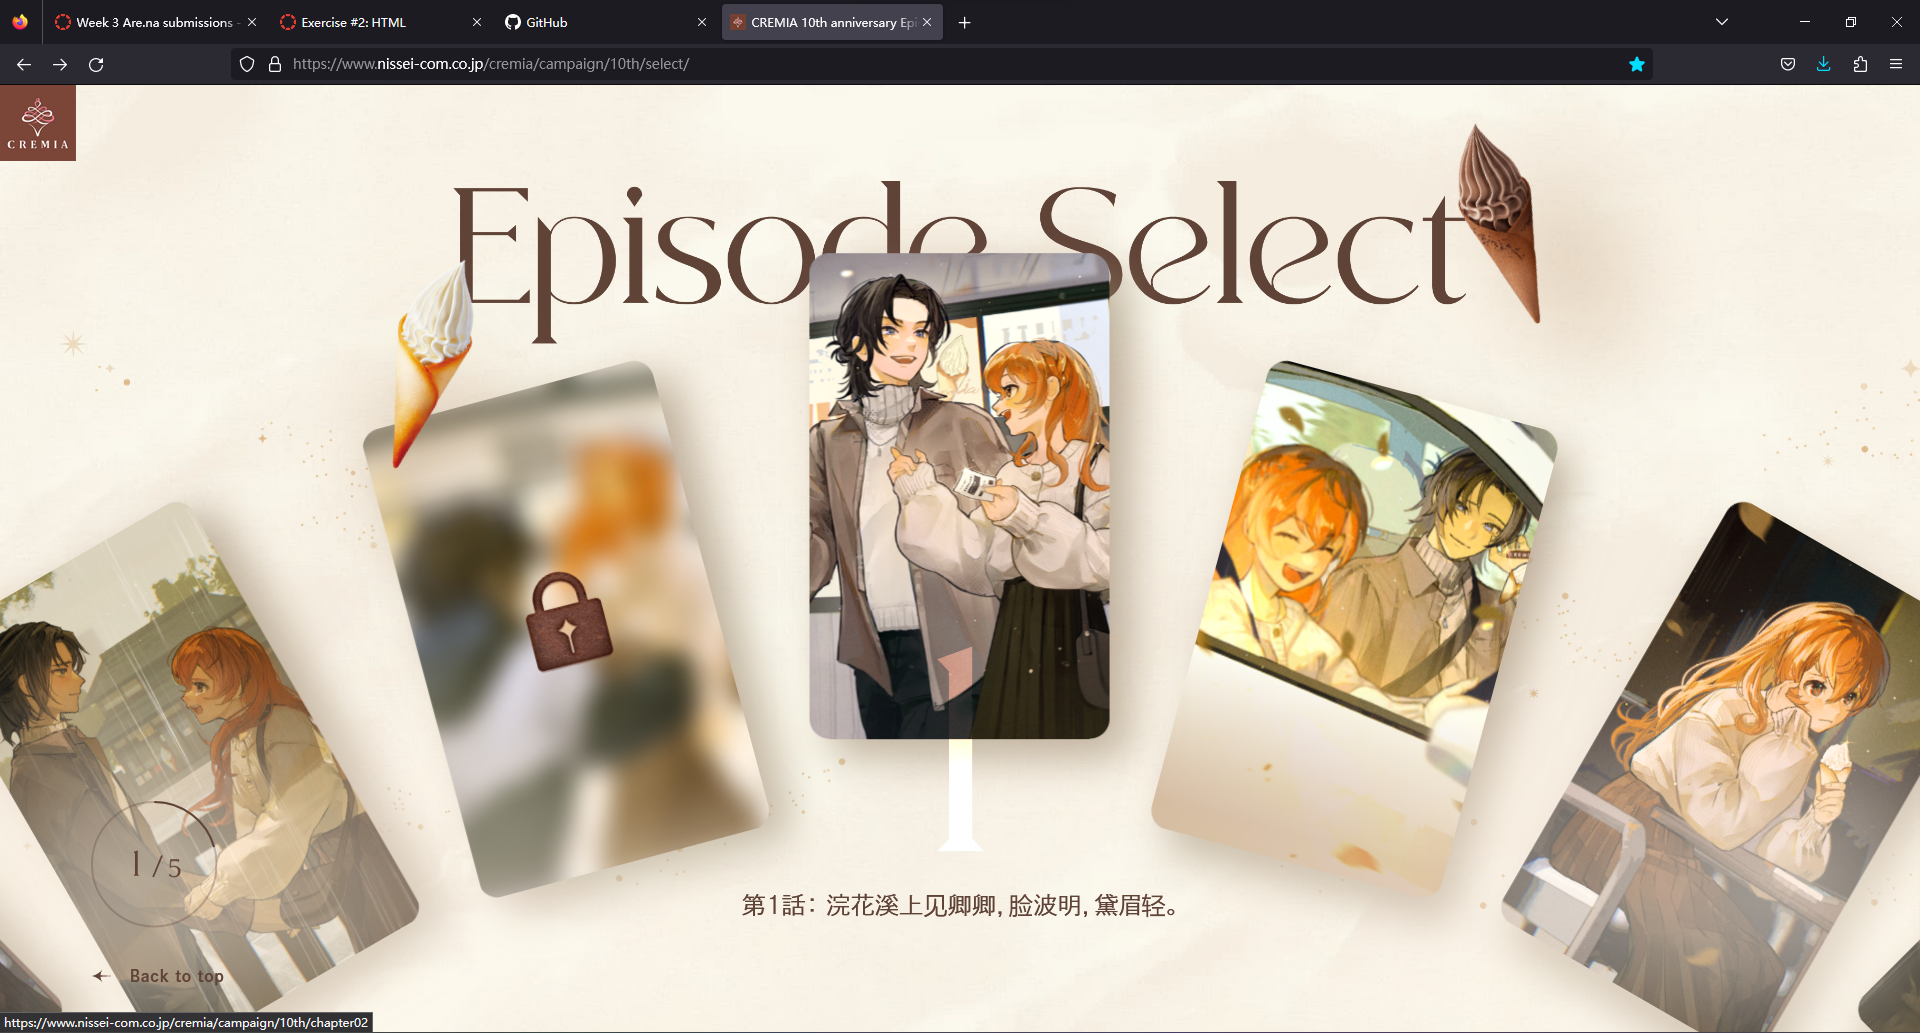 Week 3 Are.na submissions -
Exercise #2: HTML
GitHub
CREMIA 10th anniversary Epi
https://www.nissei-com.co.jp/cremia/campaign/10th/select/
CREMIA
Episode Select
1
1 / 5
第1話：浣花溪上见卿卿，脸波明，黛眉轻。
Back to top
https://www.nissei-com.co.jp/cremia/campaign/10th/chapter02